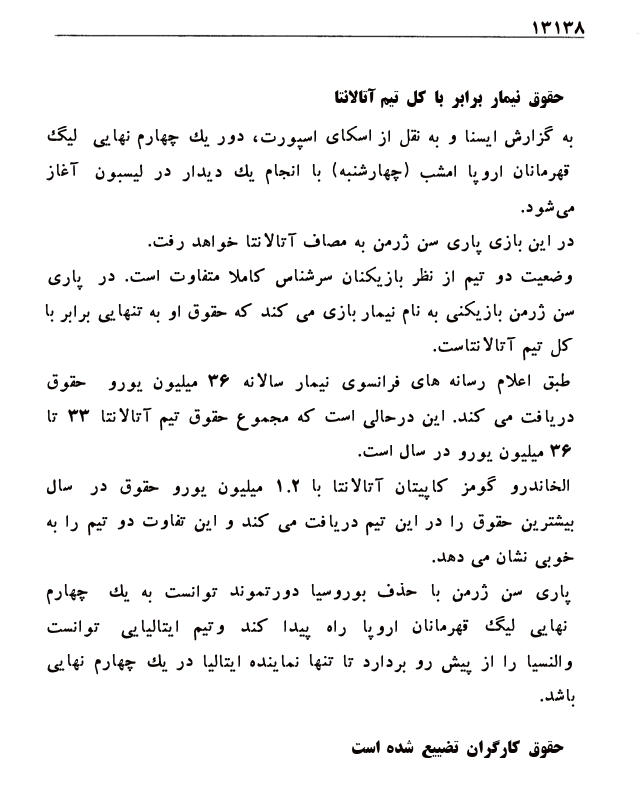 ۱۳۱۳۸
حقوق نیمار برابر با کل تیم آتالانتا
به گزارش ایسنا و به نقل از اسکای اسپورت، دور یك چهارم نهایی لیگ
قهرمانان اروپا امشب (چهارشنبه) با انجام یك دیدار در لیسبون آغاز
می‌شود.
در این بازی پاری سن ژرمن به مصاف آتالانتا خواهد رفت.
وضعیت دو تیم از نظر بازیکنان سرشناس کاملا متفاوت است. در پاری
سن ژرمن بازیکنی به نام نیمار بازی می کند که حقوق او به تنهایی برابر با
کل تیم آتالانتاست.
طبق اعلام رسانه های فرانسوی نیمار سالانه ۳۶ میلیون یورو حقوق
دریافت می کند. این درحالی است که مجموع حقوق تیم آتالانتا ۳۳ تا
۳۶ میلیون یورو در سال است.
الخاندرو گومز کاپیتان آتالانتا با ۱.۲ میلیون یورو حقوق در سال
بیشترین حقوق را در این تیم دریافت می کند و این تفاوت دو تیم را به
خوبی نشان می دهد.
پاری سن ژرمن با حذف بوروسیا دورتموند توانست به یك چهارم
نهایی لیگ قهرمانان اروپا راه پیدا کند وتیم ایتالیایی توانست
والنسیا را از پیش رو بردارد تا تنها نماینده ایتالیا در یك چهارم نهایی
باشد.
حقوق کارگران تضییع شده است